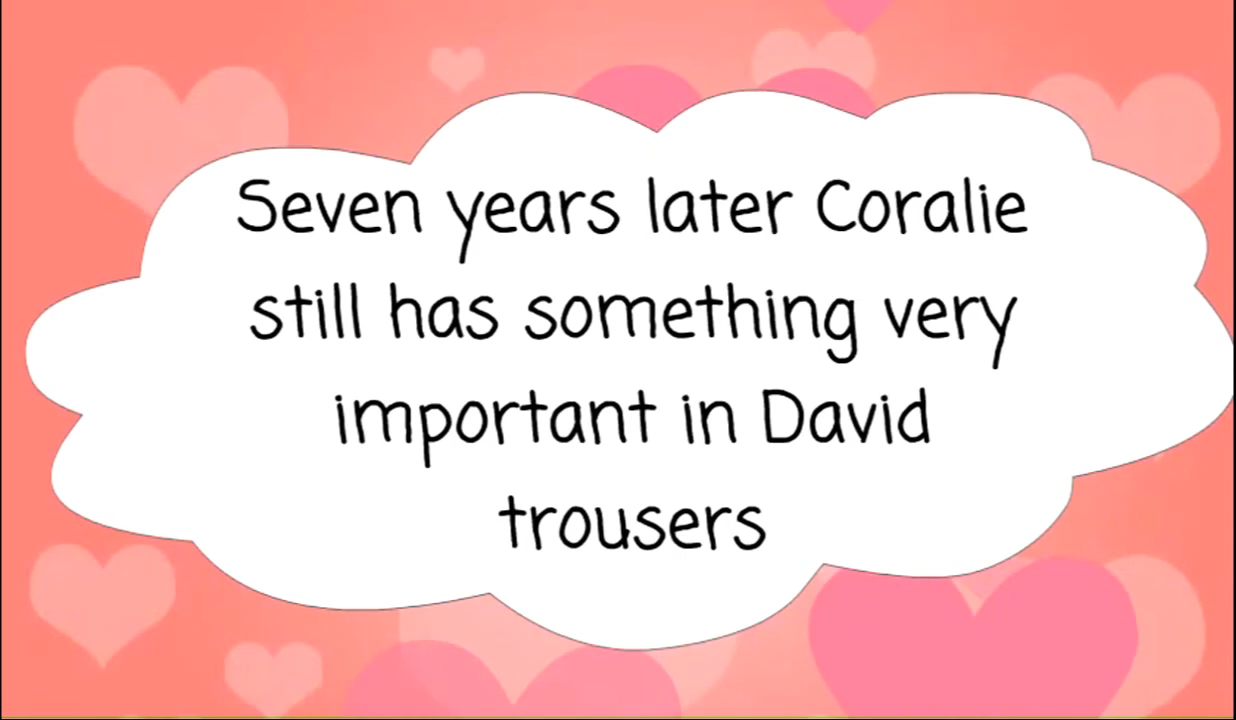 Seven years later Coralie
still has something very
important in David
trousers